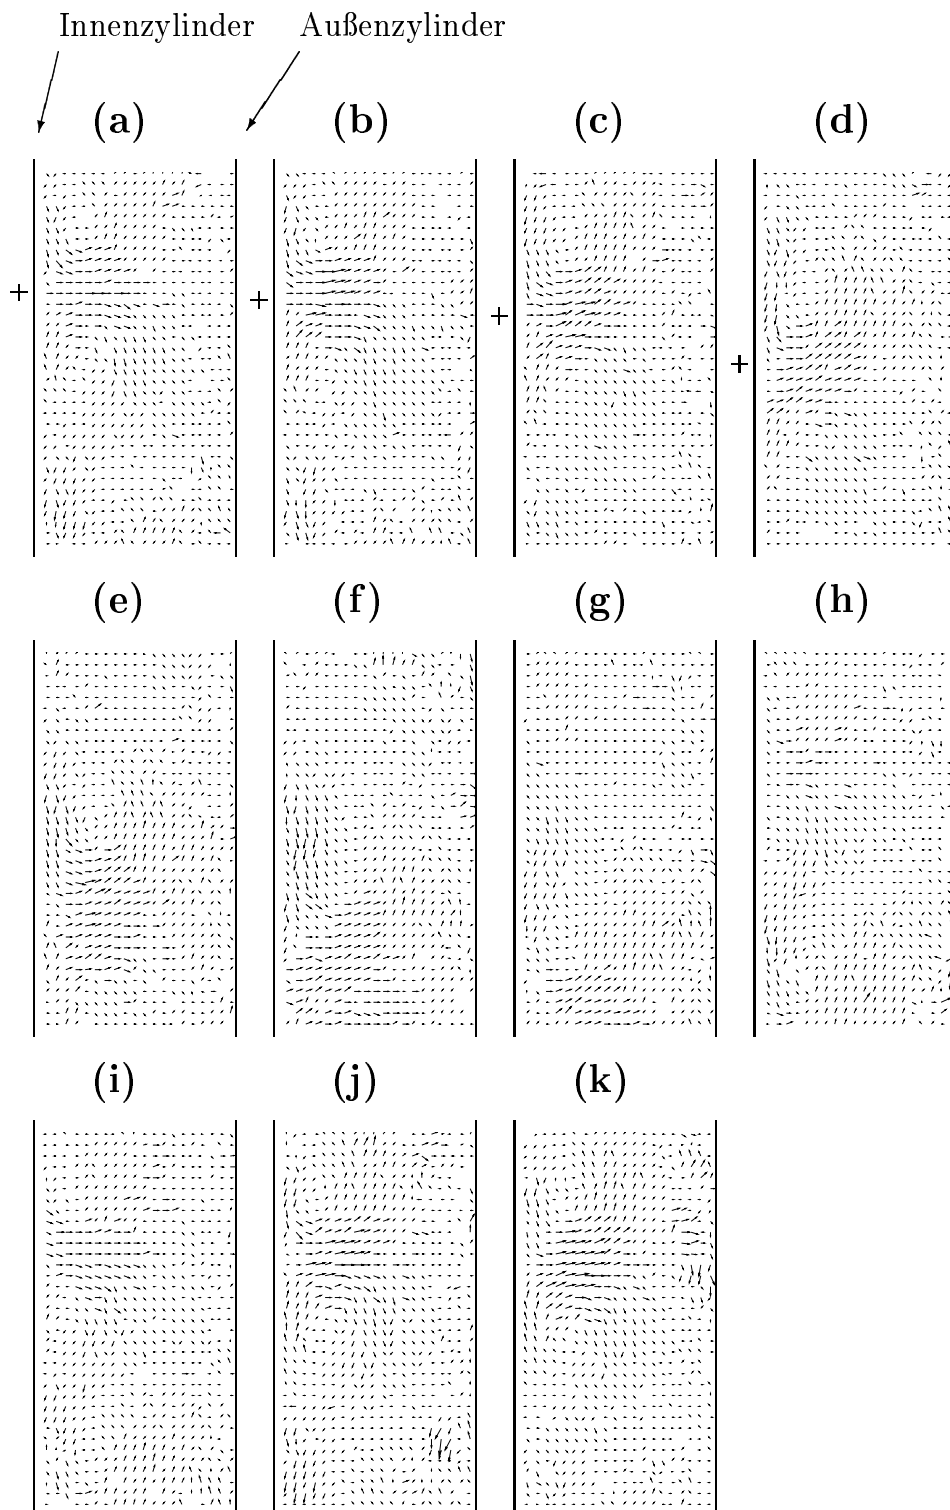 Innenzylinder Außenzylinder
(a) (b) (c) (d)
+ + + +
(e) (f) (g) (h)
(i) (j) (k)